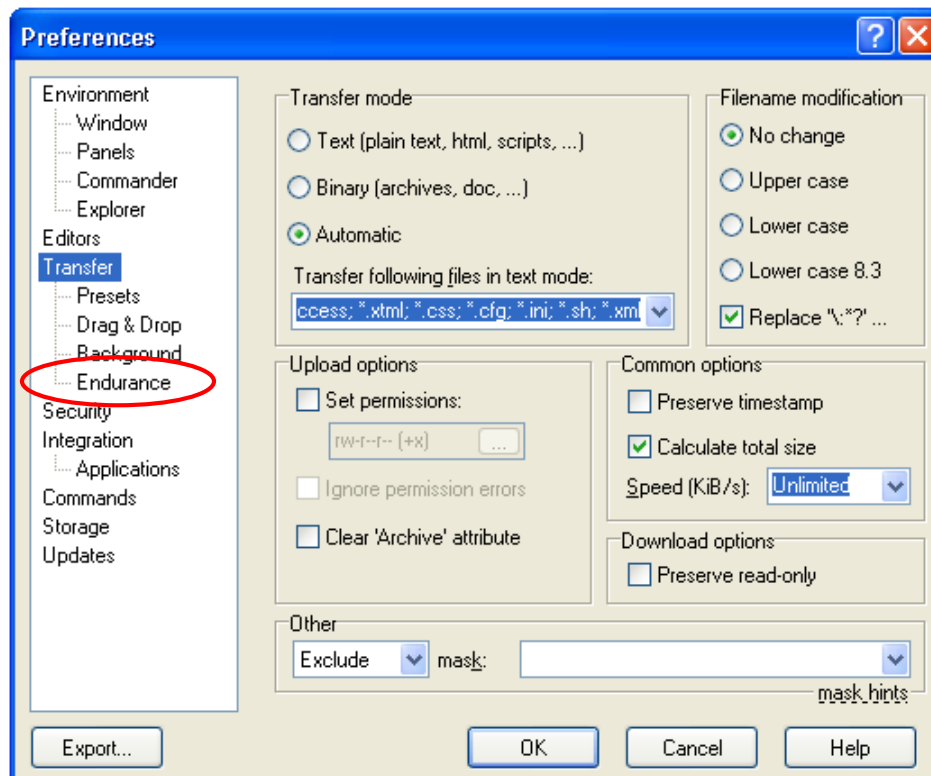 Preferences
Environment
Window
Panels
Commander
Explorer
Editors
Transfer
Presets
Drag & Drop
Background
Endurance
Security
Integration
Applications
Commands
Storage
Updates
Transfer mode
Text (plain text, html, scripts, ...)
Binary (archives, doc, ...)
Automatic
Transfer following files in text mode:
ccess; *.xtml; *.css; *.cfg; *.ini; *.sh; *.xml
Filename modification
No change
Upper case
Lower case
Lower case 8.3
Replace '\:*?' ...
Upload options
Set permissions:
rw-r--r-- (+x)
...
Ignore permission errors
Clear 'Archive' attribute
Common options
Preserve timestamp
Calculate total size
Speed (KiB/s): Unlimited
Download options
Preserve read-only
Other
Exclude mask:
mask hints
Export... OK Cancel Help